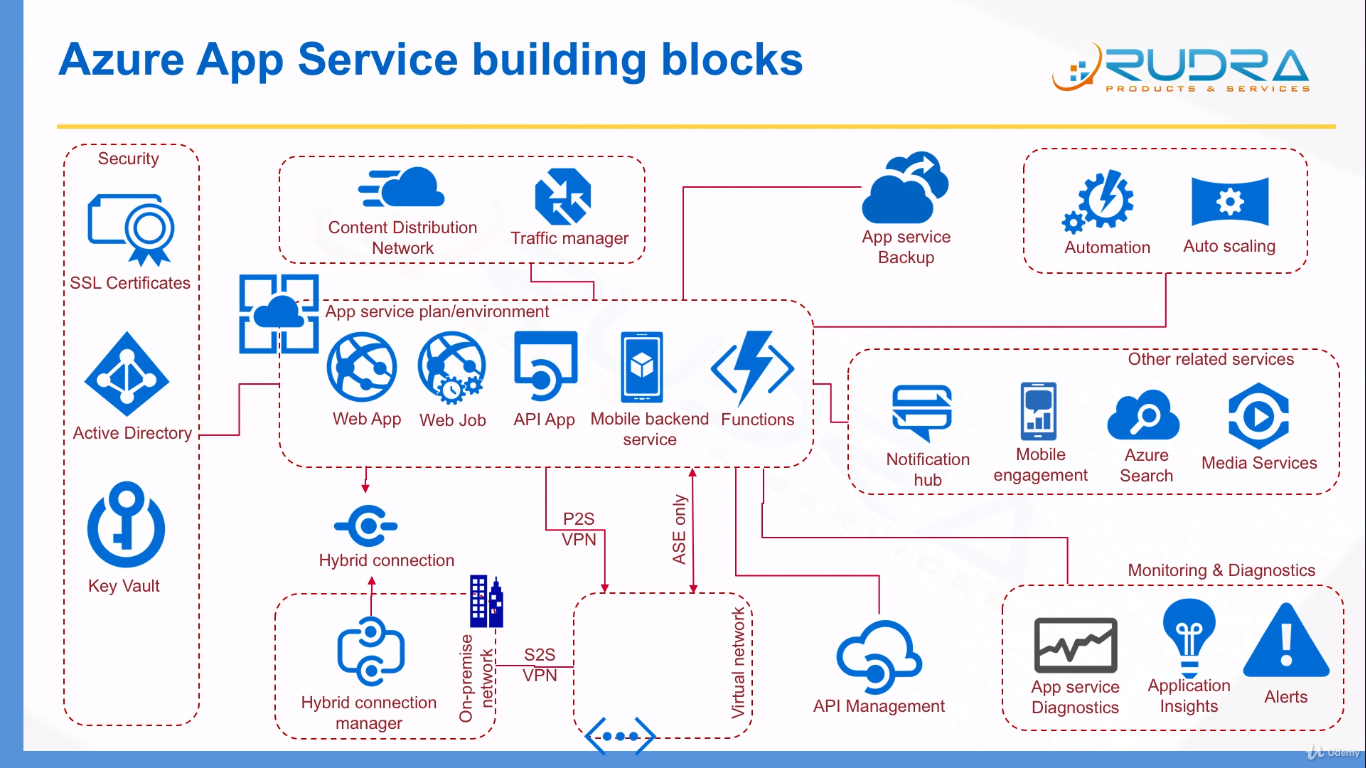 Azure App Service building blocks
RUDRA
PRODUCTS & SERVICES
Security
SSL Certificates
Active Directory
Key Vault
Content Distribution
Network
Traffic manager
App service
Backup
Automation
Auto scaling
App service plan/environment
Web App
Web Job
API App
Mobile backend
service
Functions
Other related services
Notification
hub
Mobile
engagement
Azure
Search
Media Services
Hybrid connection
P2S
VPN
ASE only
Hybrid connection
manager
On-premise
network
S2S
VPN
Virtual network
API Management
Monitoring & Diagnostics
App service
Diagnostics
Application
Insights
Alerts
Udemy